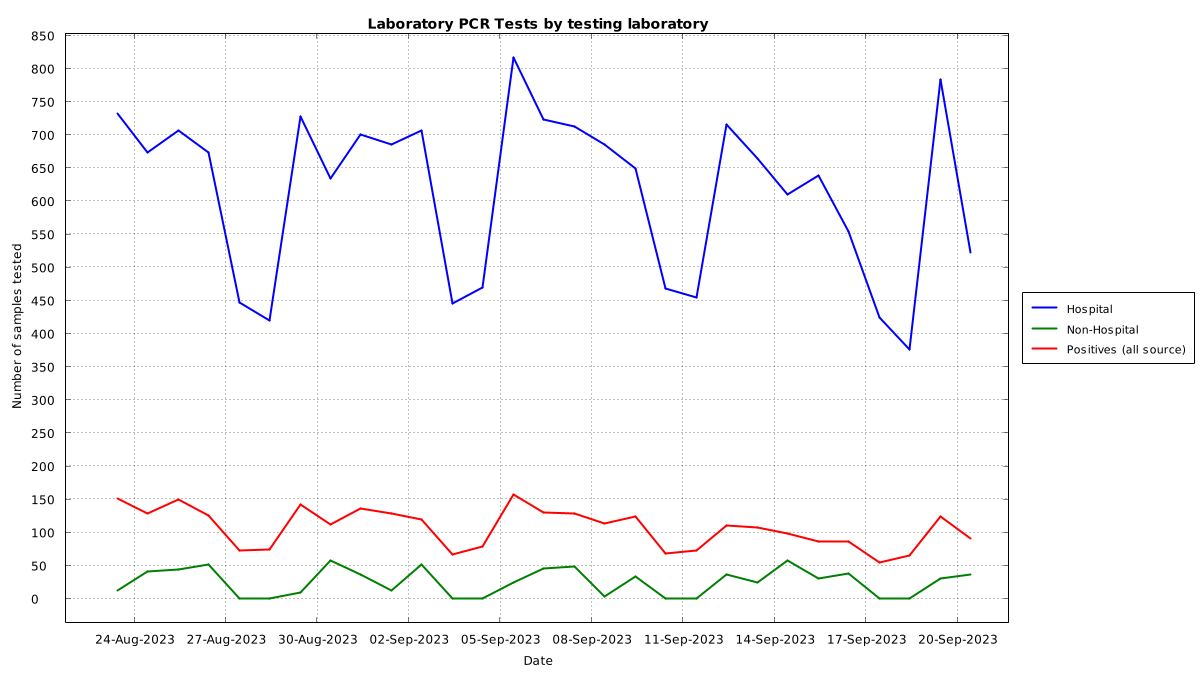 Laboratory PCR Tests by testing laboratory
850
800
750
700
650
600
550
500
450
400
350
300
250
200
150
100
50
0
Number of samples tested
24-Aug-2023 27-Aug-2023 30-Aug-2023 02-Sep-2023 05-Sep-2023 08-Sep-2023 11-Sep-2023 14-Sep-2023 17-Sep-2023 20-Sep-2023
Date
Hospital
Non-Hospital
Positives (all source)